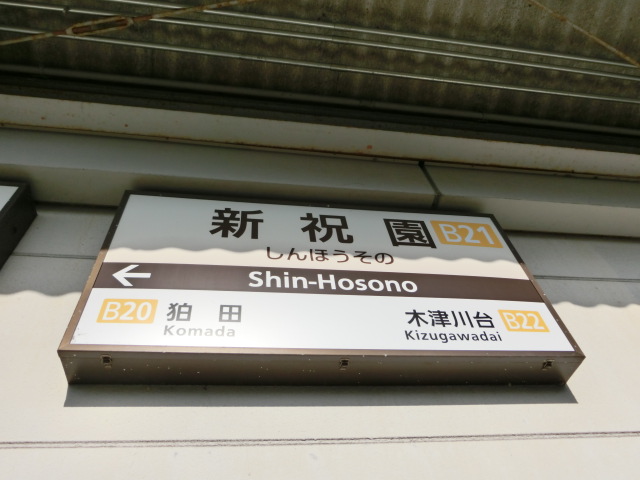 新祝園 B21
しんほうその
← Shin-Hosono
B20 狛田
Komada
木津川台 B22
Kizugawadai